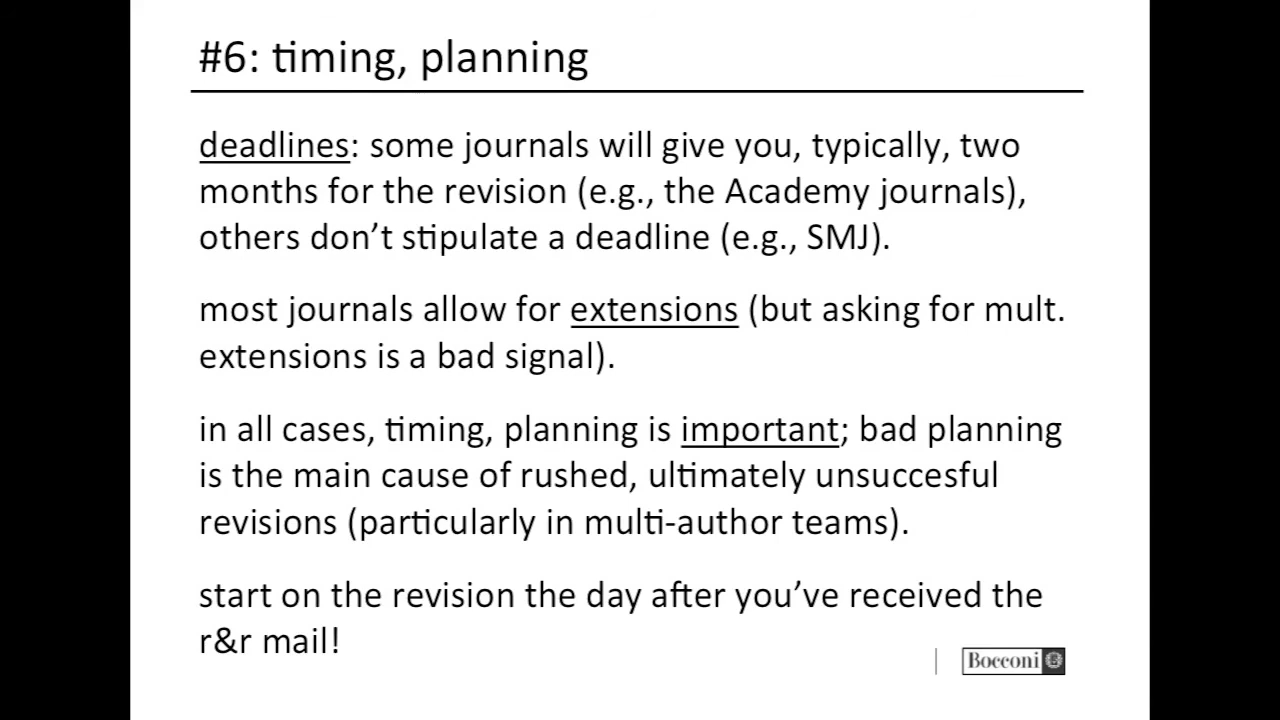 #6: timing, planning
deadlines: some journals will give you, typically, two
months for the revision (e.g., the Academy journals),
others don’t stipulate a deadline (e.g., SMJ).
most journals allow for extensions (but asking for mult.
extensions is a bad signal).
in all cases, timing, planning is important; bad planning
is the main cause of rushed, ultimately unsuccesful
revisions (particularly in multi-author teams).
start on the revision the day after you’ve received the
r&r mail!
Bocconi